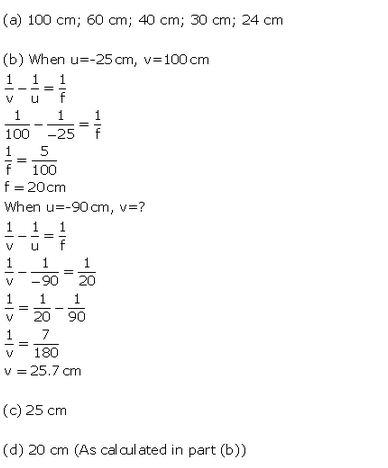 (a) 100 cm; 60 cm; 40 cm; 30 cm; 24 cm
(b) When u=-25 cm, v=100 cm
1/v − 1/u = 1/f
1/100 − 1/−25 = 1/f
1/f = 5/100
f = 20 cm
When u=-90 cm, v=?
1/v − 1/u = 1/f
1/v − 1/−90 = 1/20
1/v = 1/20 − 1/90
1/v = 7/180
v = 25.7 cm
(c) 25 cm
(d) 20 cm (As calculated in part (b))